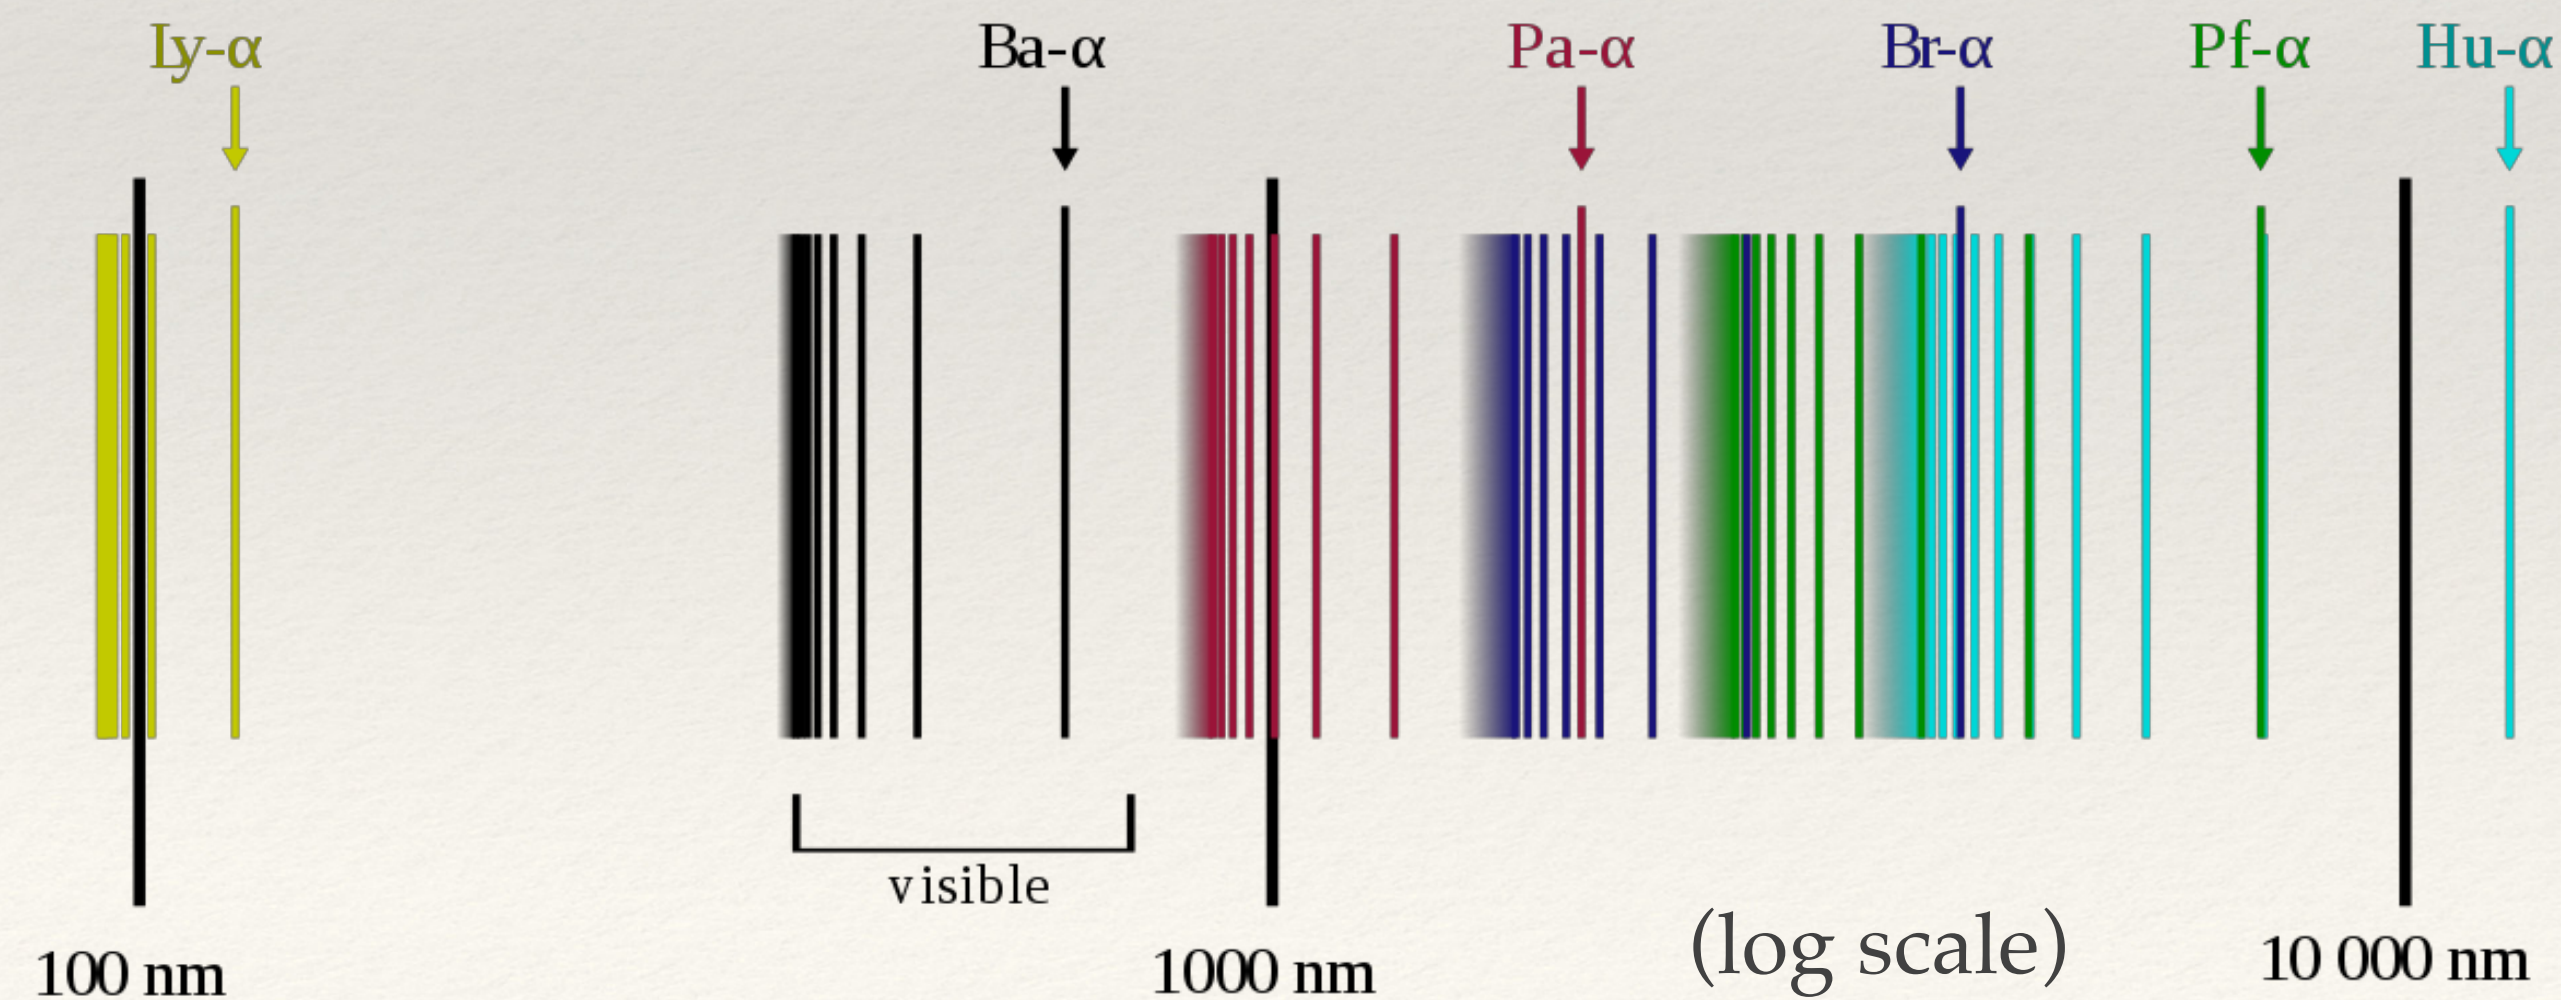 Ly-α Ba-α Pa-α Br-α Pf-α Hu-α
visible
(log scale)
100 nm 1000 nm 10 000 nm